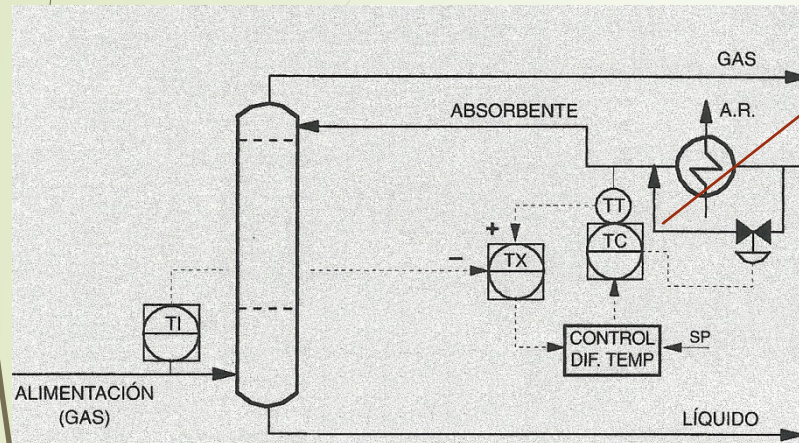 GAS
ABSORBENTE
A.R.
TT
+
TC
−
TX
TI
CONTROL
DIF. TEMP
SP
ALIMENTACIÓN
(GAS)
LÍQUIDO